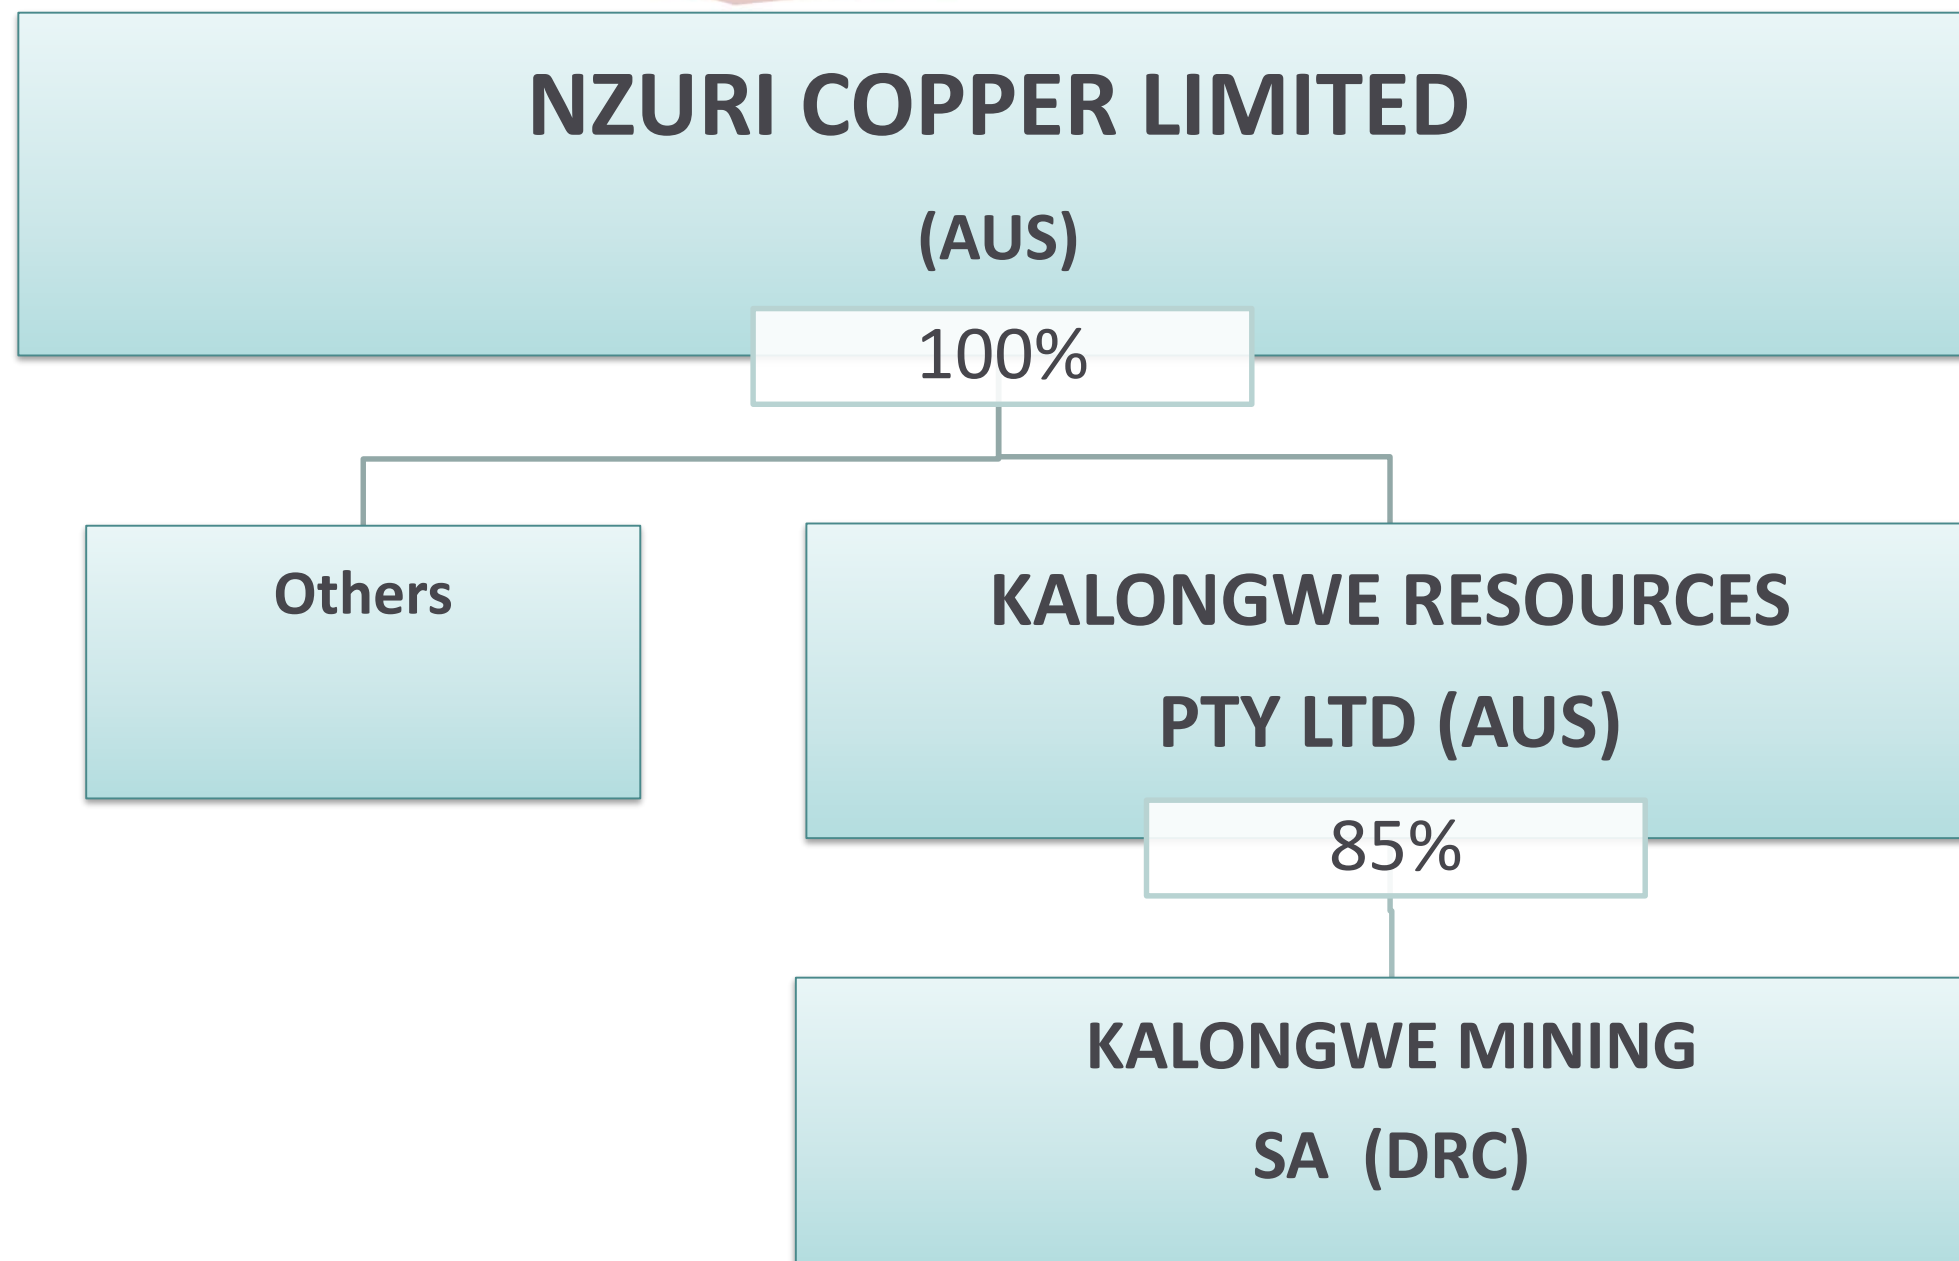 NZURI COPPER LIMITED
(AUS)
100%
Others
KALONGWE RESOURCES
PTY LTD (AUS)
85%
KALONGWE MINING
SA (DRC)